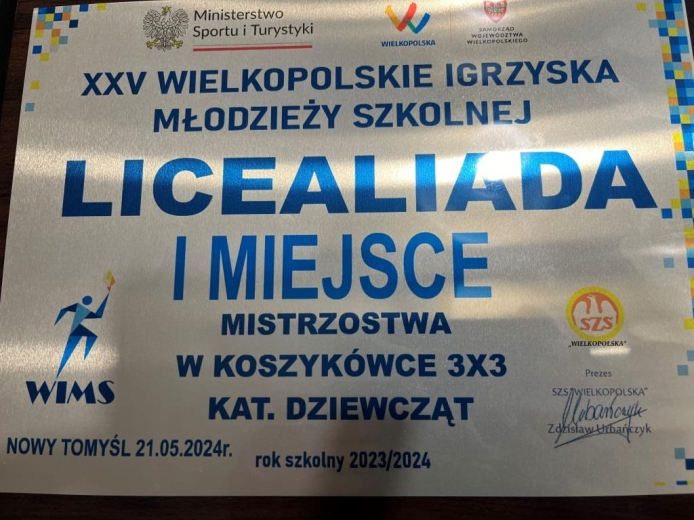 Ministerstwo
Sportu i Turystyki
WIELKOPOLSKA
SAMORZĄD
WOJEWÓDZTWA
WIELKOPOLSKIEGO
XXV WIELKOPOLSKIE IGRZYSKA
MŁODZIEŻY SZKOLNEJ
LICEALIADA
I MIEJSCE
MISTRZOSTWA
W KOSZYKÓWCE 3X3
KAT. DZIEWCZĄT
WIMS
SZS
„WIELKOPOLSKA"
Prezes
SZS "WIELKOPOLSKA"
Urbańczyk
Zdzisław Urbańczyk
NOWY TOMYŚL 21.05.2024r.
rok szkolny 2023/2024